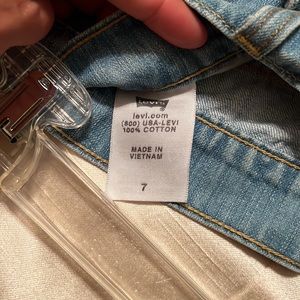 Levi's
levi.com
(800) USA-LEVI
100% COTTON
MADE IN
VIETNAM
7